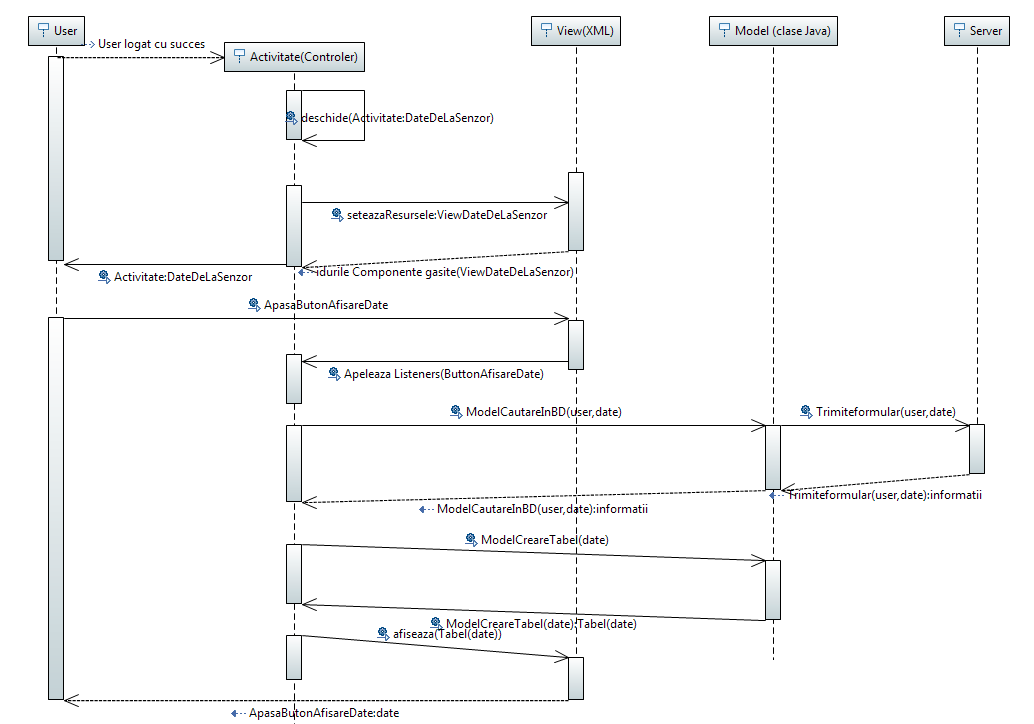 User
View(XML)
Model (clase Java)
Server
User logat cu succes
Activitate(Controler)
deschide(Activitate:DateDeLaSenzor)
seteazaResursele:ViewDateDeLaSenzor
idurile Componente gasite(ViewDateDeLaSenzor)
Activitate:DateDeLaSenzor
ApasaButonAfisareDate
Apeleaza Listeners(ButtonAfisareDate)
ModelCautareInBD(user,date)
Trimiteformular(user,date)
Trimiteformular(user,date):informatii
ModelCautareInBD(user,date):informatii
ModelCreareTabel(date)
ModelCreareTabel(date):Tabel(date)
afiseaza(Tabel(date))
ApasaButonAfisareDate:date